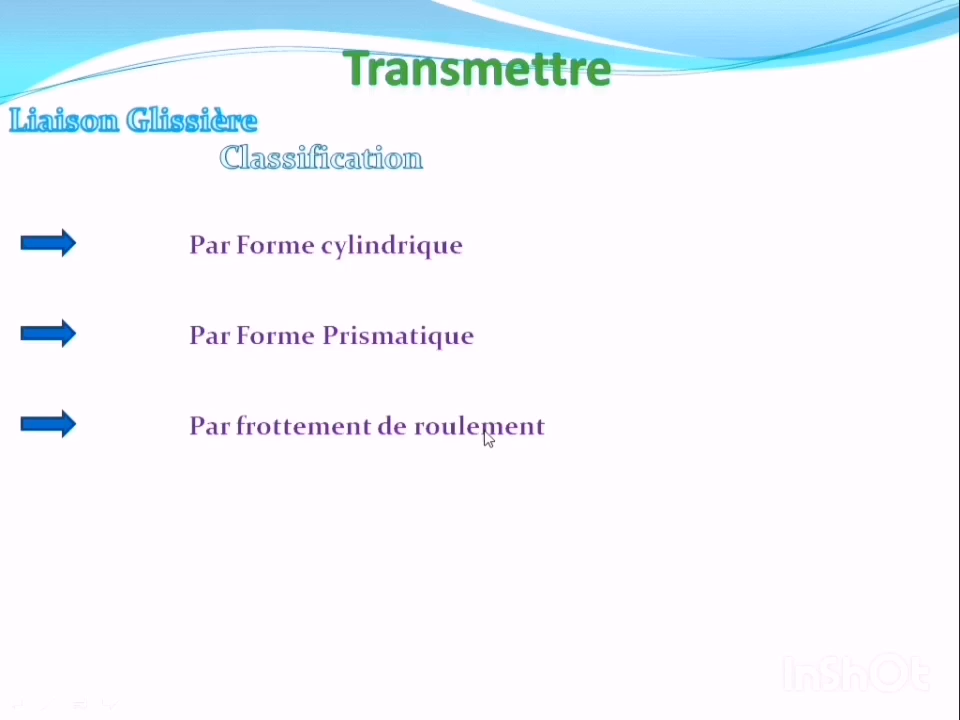 Transmettre
Liaison Glissière
Classification
Par Forme cylindrique
Par Forme Prismatique
Par frottement de roulement
InShOt